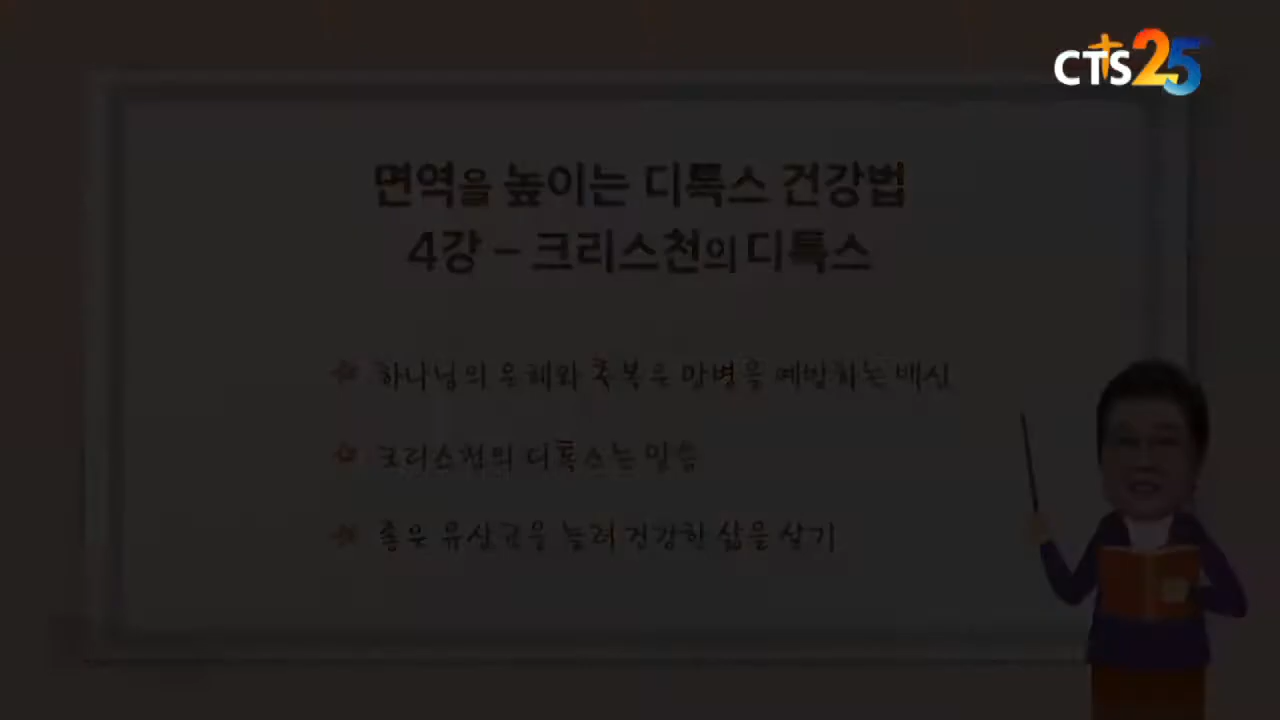 CTS25
면역을 높이는 디톡스 건강법
4강 - 크리스천의 디톡스
하나님의 은혜와 축복은 만병을 예방하는 백신
크리스천의 디톡스는 말씀
좋은 유산균을 늘려 건강한 삶을 살기